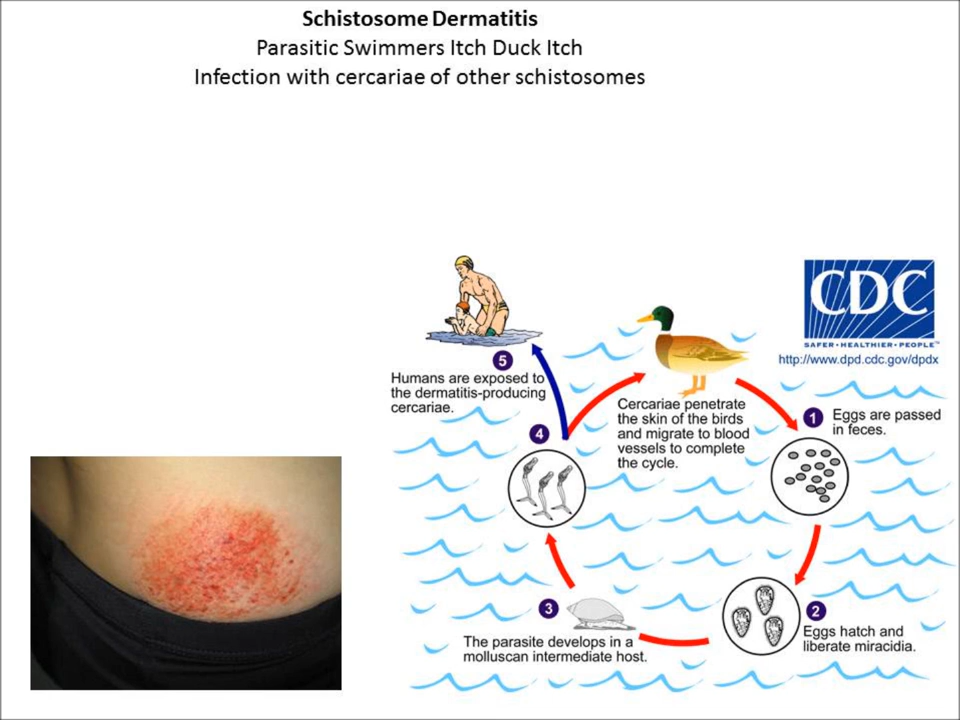 Schistosome Dermatitis
Parasitic Swimmers Itch Duck Itch
Infection with cercariae of other schistosomes
CDC
SAFER • HEALTHIER • PEOPLE™
http://www.dpd.cdc.gov/dpdx
5
Humans are exposed to
the dermatitis-producing
cercariae.
Cercariae penetrate
the skin of the birds
and migrate to blood
vessels to complete
the cycle.
1
Eggs are passed
in feces.
4
2
Eggs hatch and
liberate miracidia.
3
The parasite develops in a
molluscan intermediate host.